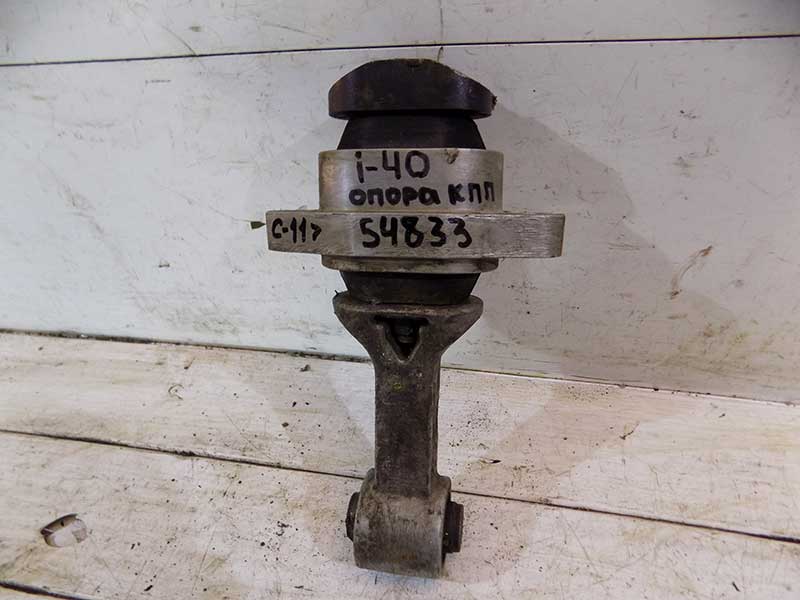 i-40
опора кпп
с-11> 54833